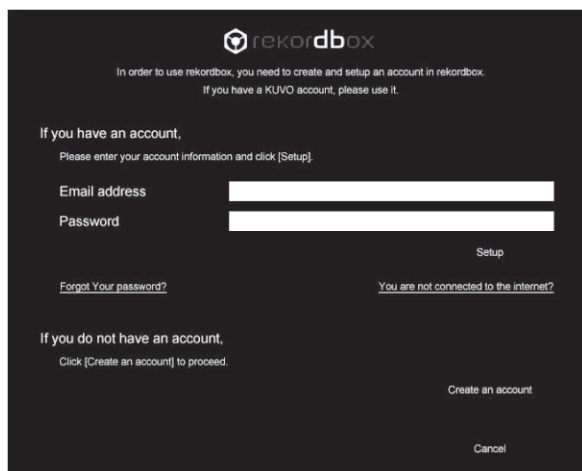 rekordbox
In order to use rekordbox, you need to create and setup an account in rekordbox.
If you have a KUVO account, please use it.
If you have an account,
Please enter your account information and click [Setup].
Email address
Password
Setup
Forgot Your password?
You are not connected to the internet?
If you do not have an account,
Click [Create an account] to proceed.
Create an account
Cancel